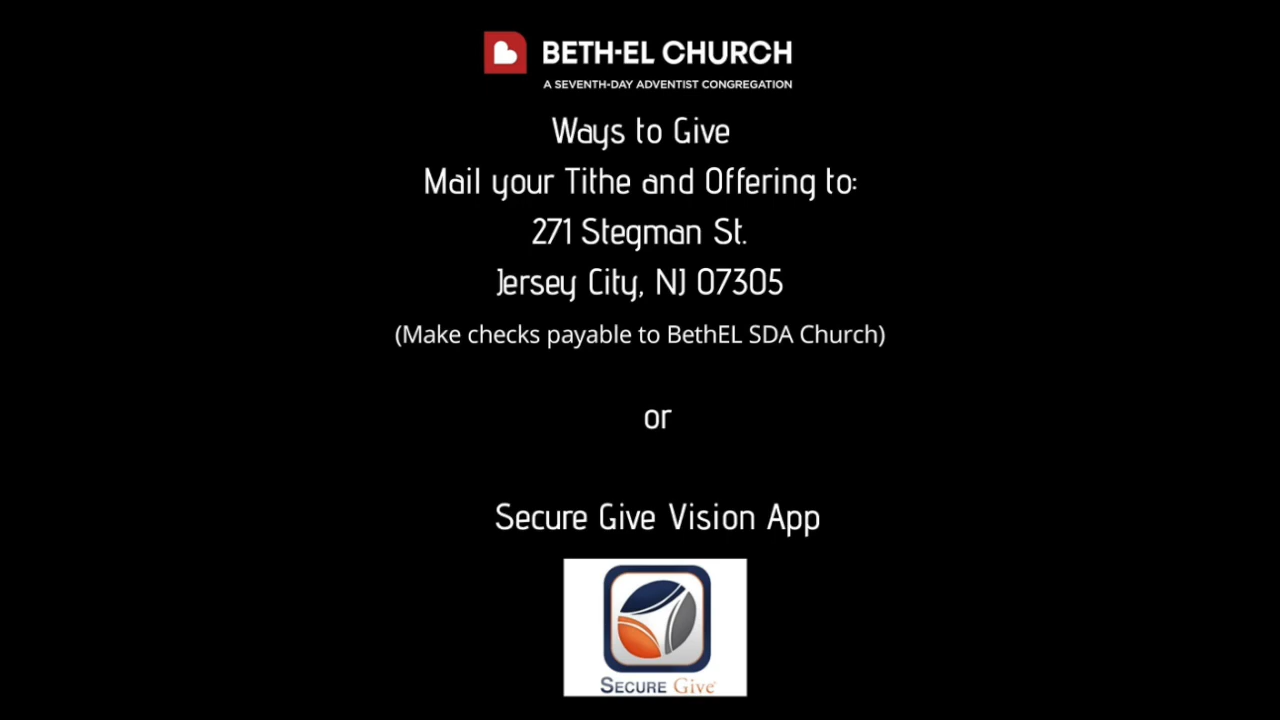 BETH-EL CHURCH
A SEVENTH-DAY ADVENTIST CONGREGATION
Ways to Give
Mail your Tithe and Offering to:
271 Stegman St.
Jersey City, NJ 07305
(Make checks payable to BethEL SDA Church)
or
Secure Give Vision App
SECURE Give